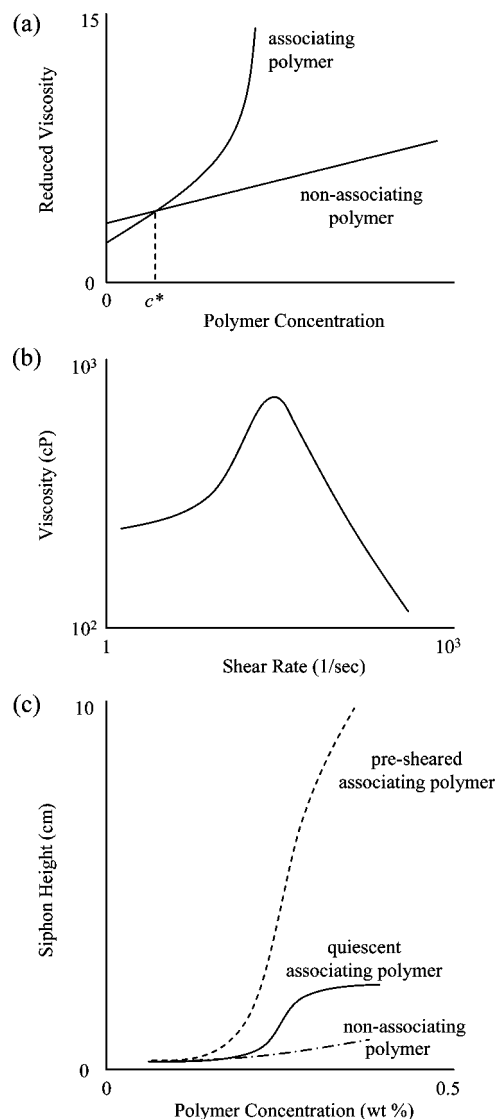 (a)
15
associating
polymer
Reduced Viscosity
non-associating
polymer
0
0
c*
Polymer Concentration
(b)
10³
Viscosity (cP)
10²
1
10³
Shear Rate (1/sec)
(c)
10
pre-sheared
associating polymer
Siphon Height (cm)
quiescent
associating polymer
non-associating
polymer
0
0
0.5
Polymer Concentration (wt %)